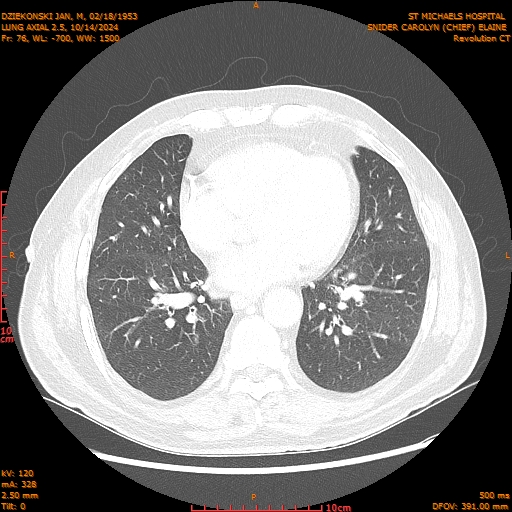 A
DZIEKONSKI JAN, M, 02/18/1953
ST MICHAELS HOSPITAL
LUNG AXIAL 2.5, 10/14/2024
SNIDER CAROLYN (CHIEF) ELAINE
Fr: 76, WL: -700, WW: 1500
Revolution CT
R
L
10
cm
kV: 120
mA: 328
2.50 mm
P
500 ms
Tilt: 0
10cm
DFOV: 391.00 mm